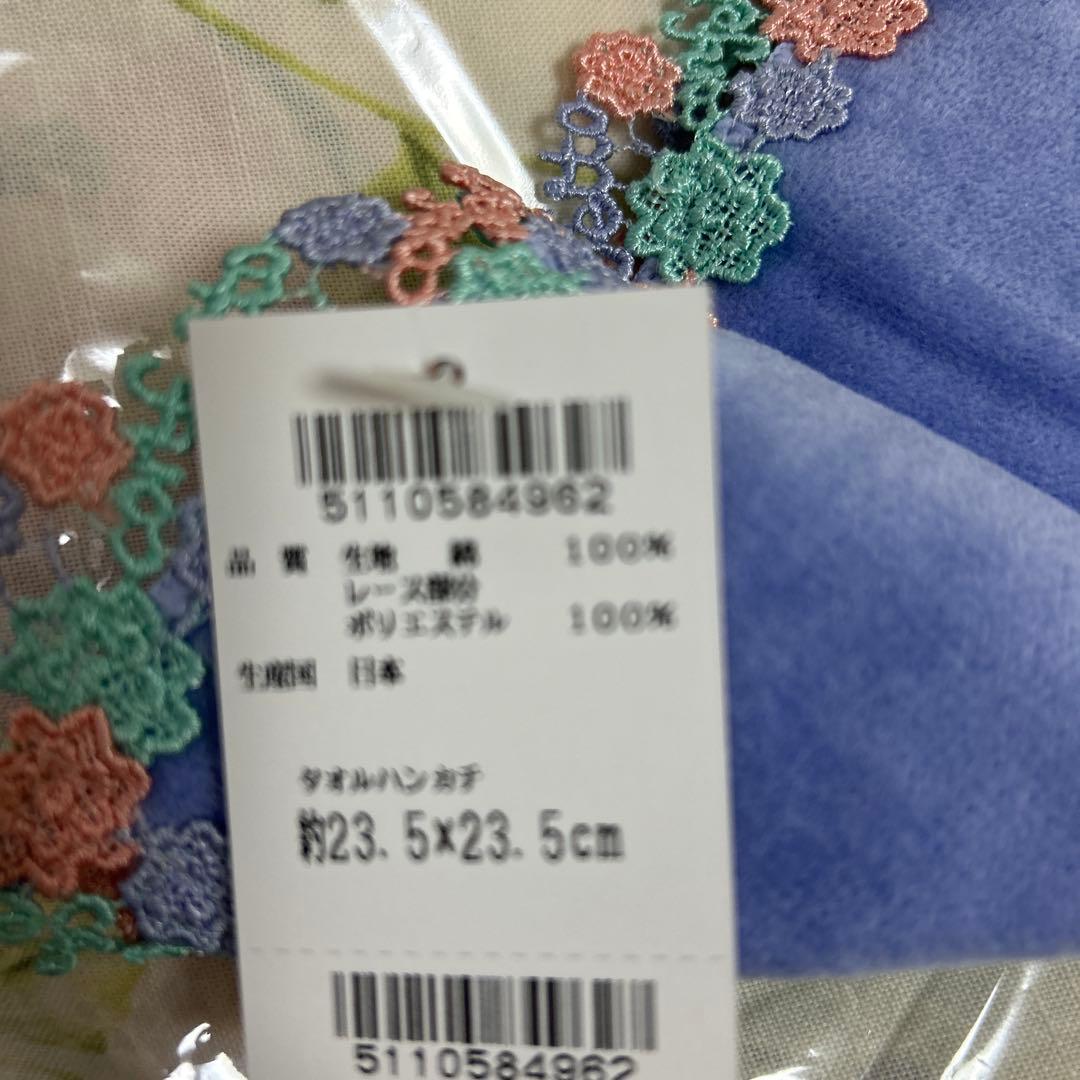 5110584962
品 質 生地 綿 100%
レース部分
ポリエステル 100%
生産国 日本
タオルハンカチ
約23.5×23.5cm
5110584962